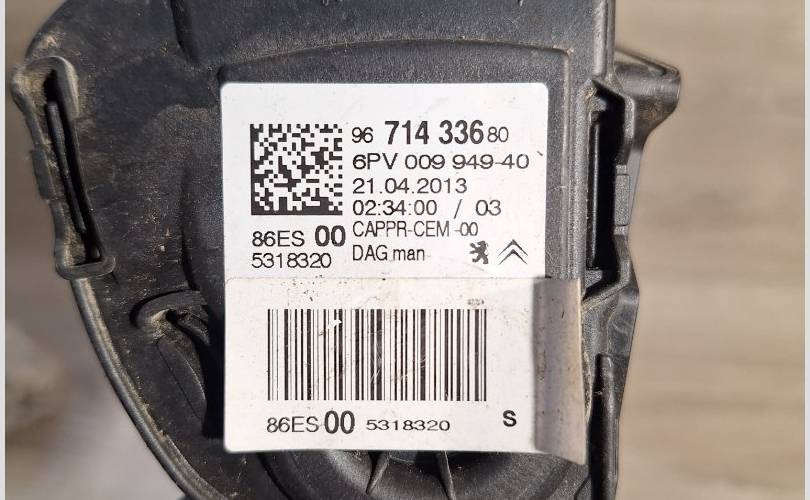 96 714 336 80
6PV 009 949-40
21.04.2013
02:34:00 / 03
CAPPR-CEM -00
DAG man
86ES 00
5318320
86ES 00 5318320 S